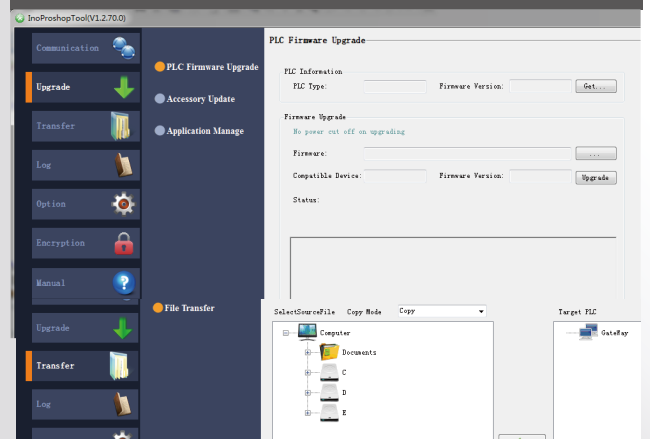 InoProshopTool(V1.2.70.0)
Communication
Upgrade
Transfer
Log
Option
Encryption
Manual
PLC Firmware Upgrade
Accessory Update
Application Manage
PLC Firmware Upgrade
PLC Information
PLC Type: Firmware Version: Get...
Firmware Upgrade
No power cut off on upgrading
Firmware: ...
Compatible Device: Firmware Version: Upgrade
Status:
Upgrade
Transfer
Log
File Transfer
SelectSourceFile Copy Mode Copy Target PLC
Computer GateWay
Documents
C
D
E